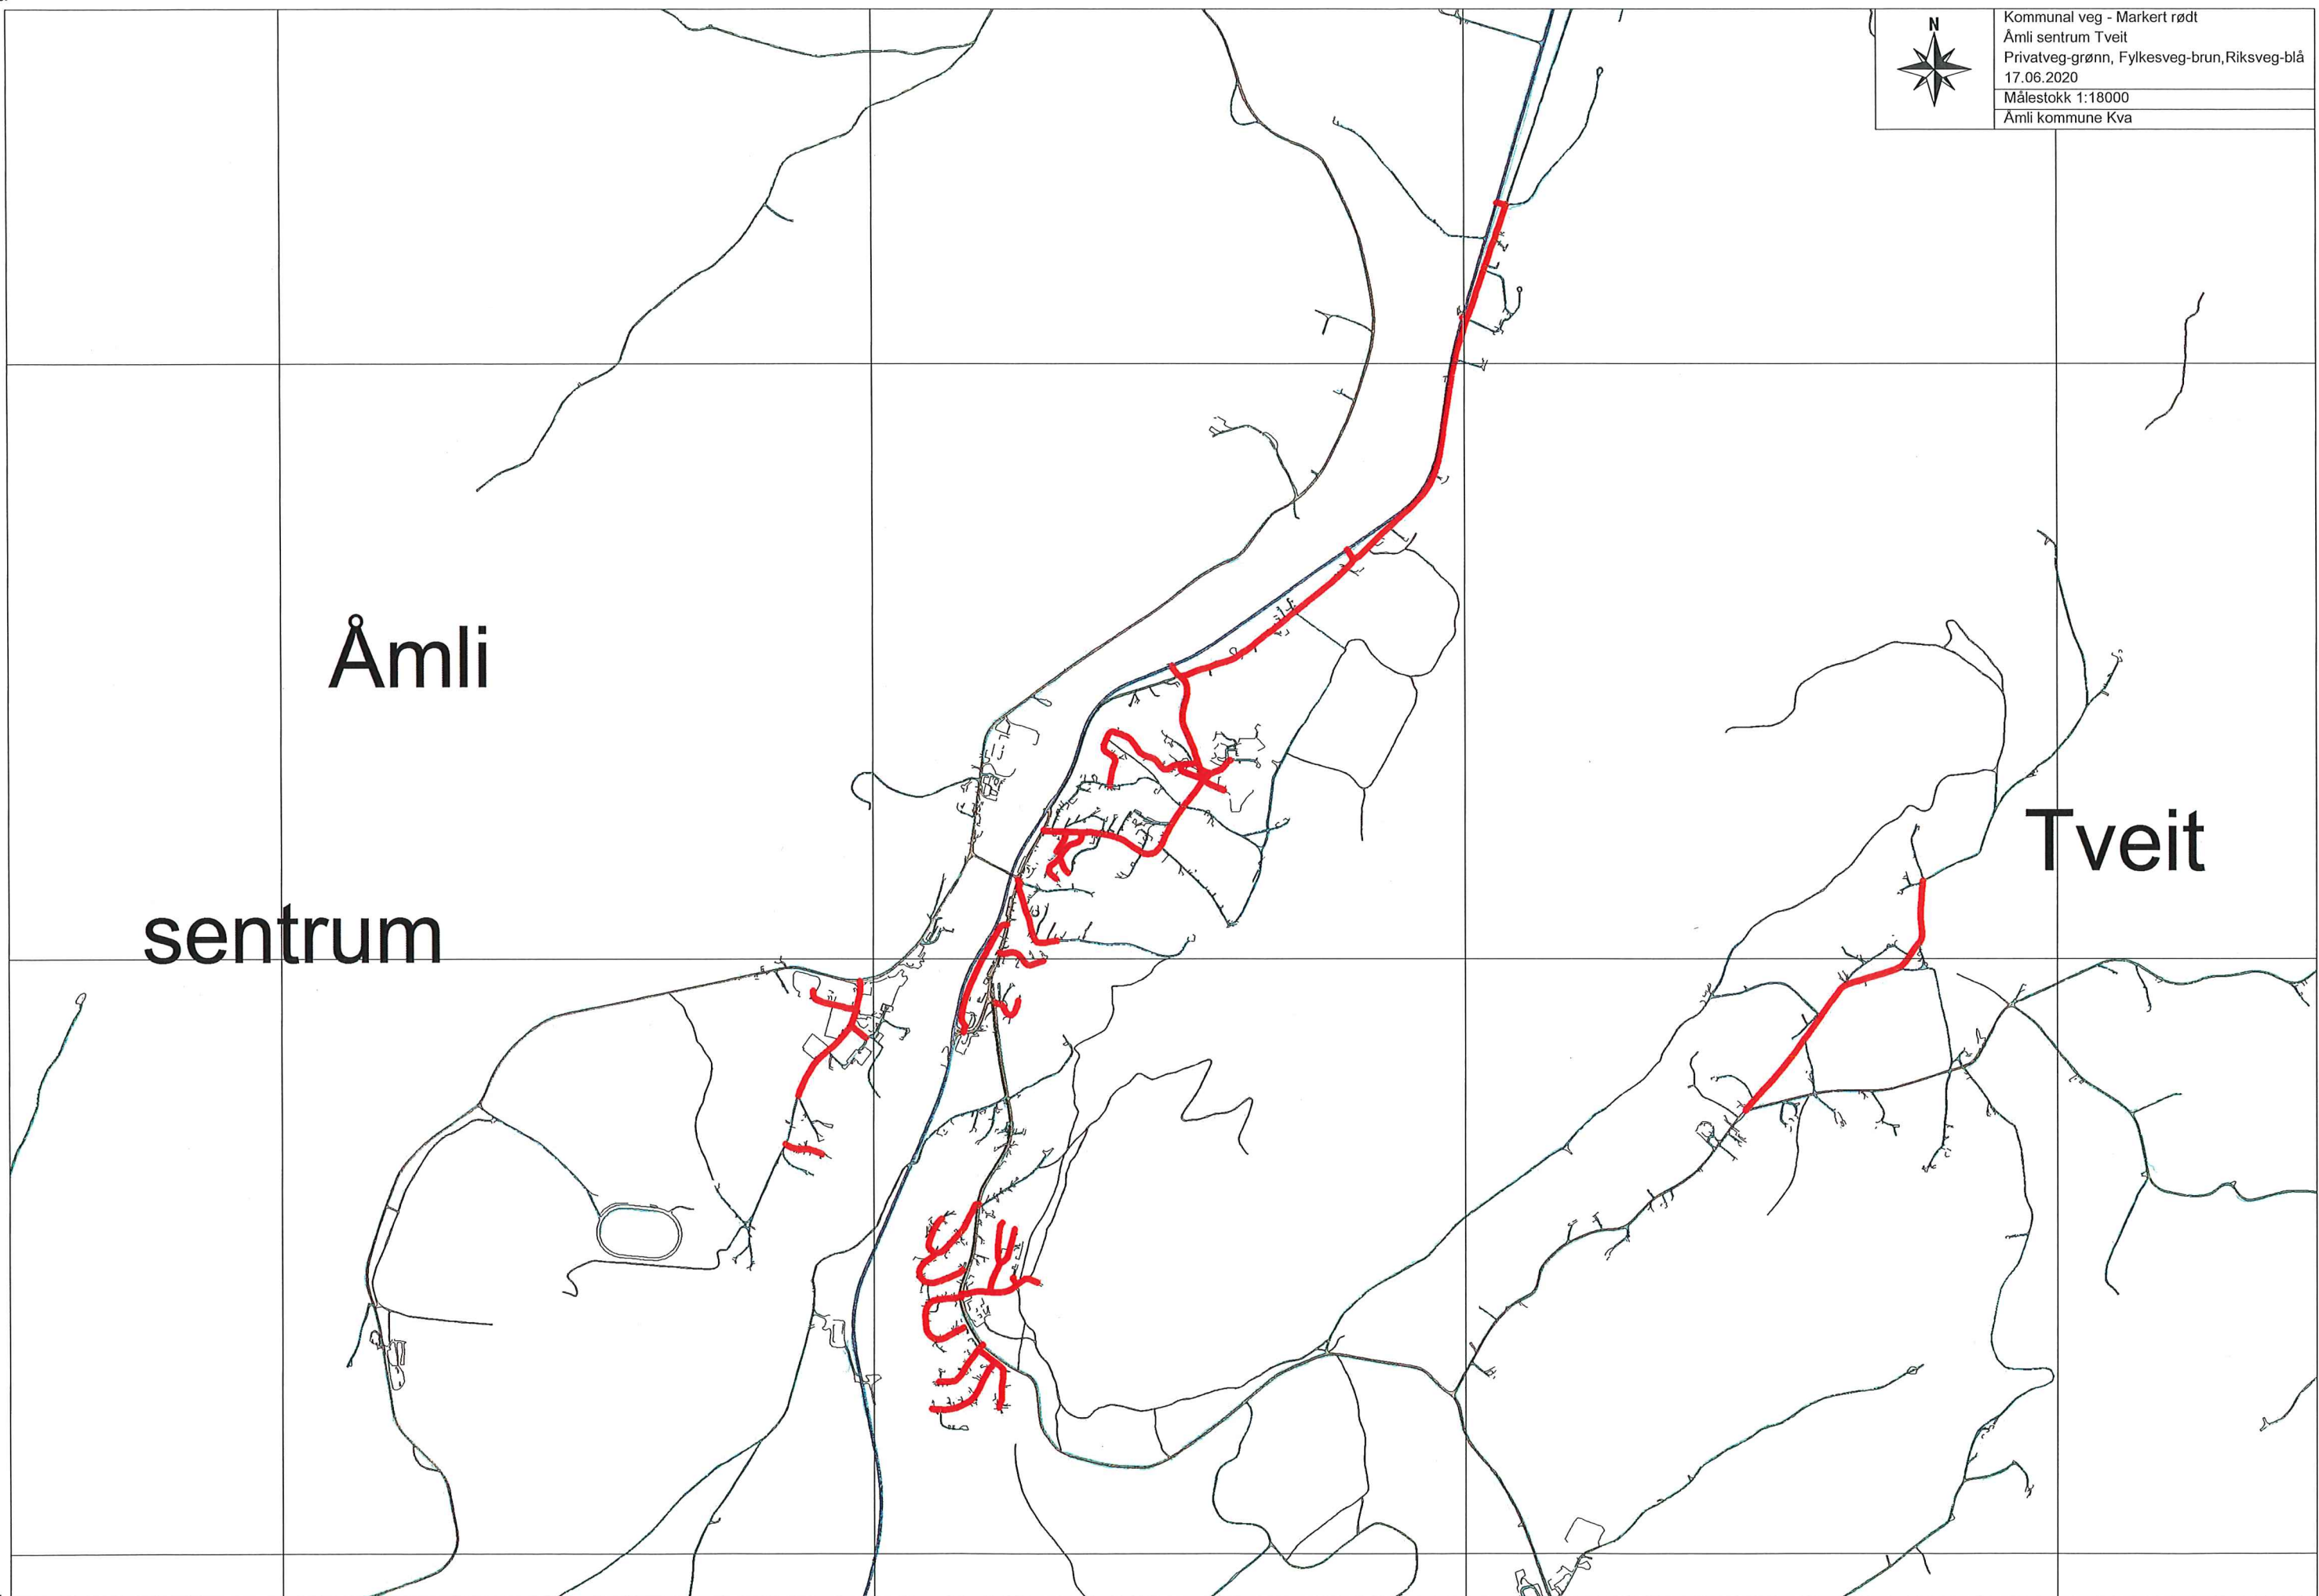 N
Kommunal veg - Markert rødt
Åmli sentrum Tveit
Privatveg-grønn, Fylkesveg-brun,Riksveg-blå
17.06.2020
Målestokk 1:18000
Åmli kommune Kva
Åmli
Tveit
sentrum